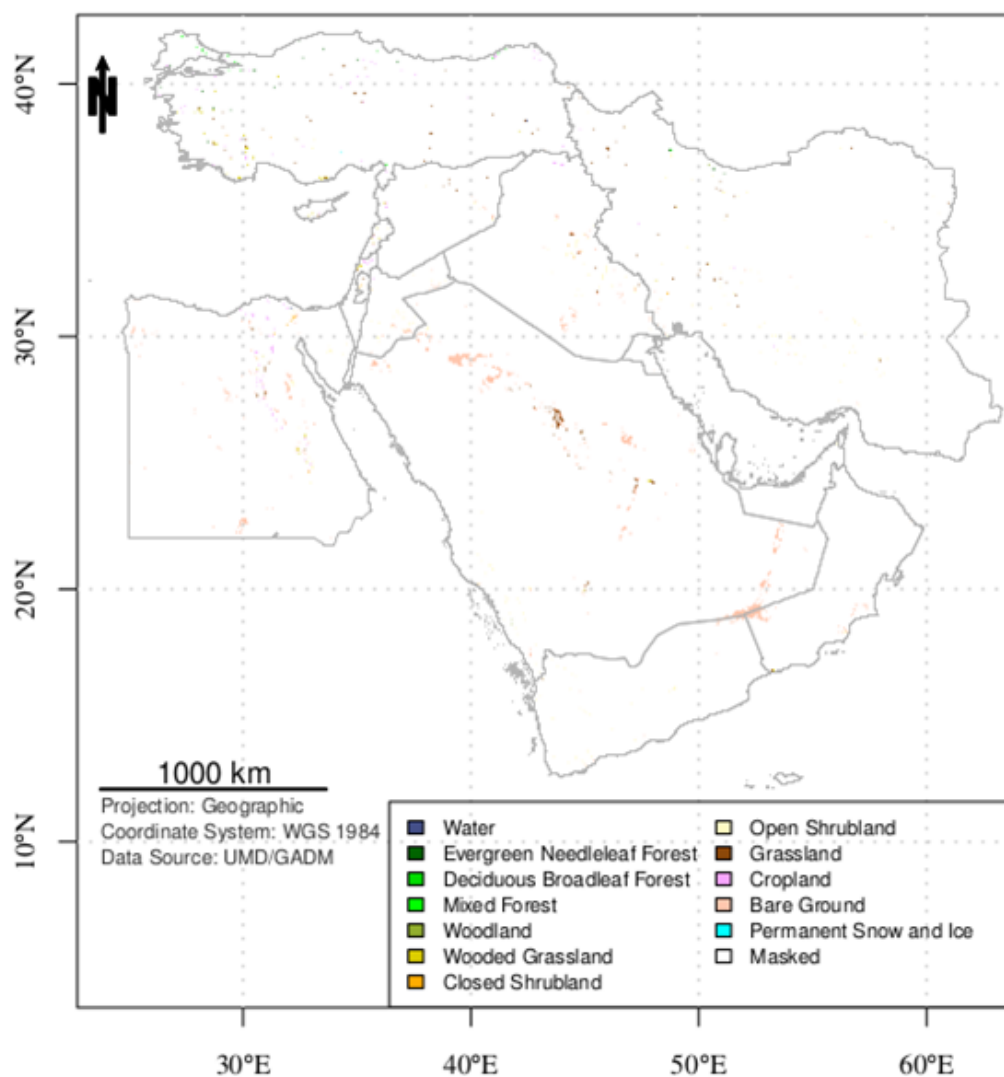 40°N
30°N
20°N
10°N
N
1000 km
Projection: Geographic
Coordinate System: WGS 1984
Data Source: UMD/GADM
Water
Evergreen Needleleaf Forest
Deciduous Broadleaf Forest
Mixed Forest
Woodland
Wooded Grassland
Closed Shrubland
Open Shrubland
Grassland
Cropland
Bare Ground
Permanent Snow and Ice
Masked
30°E
40°E
50°E
60°E